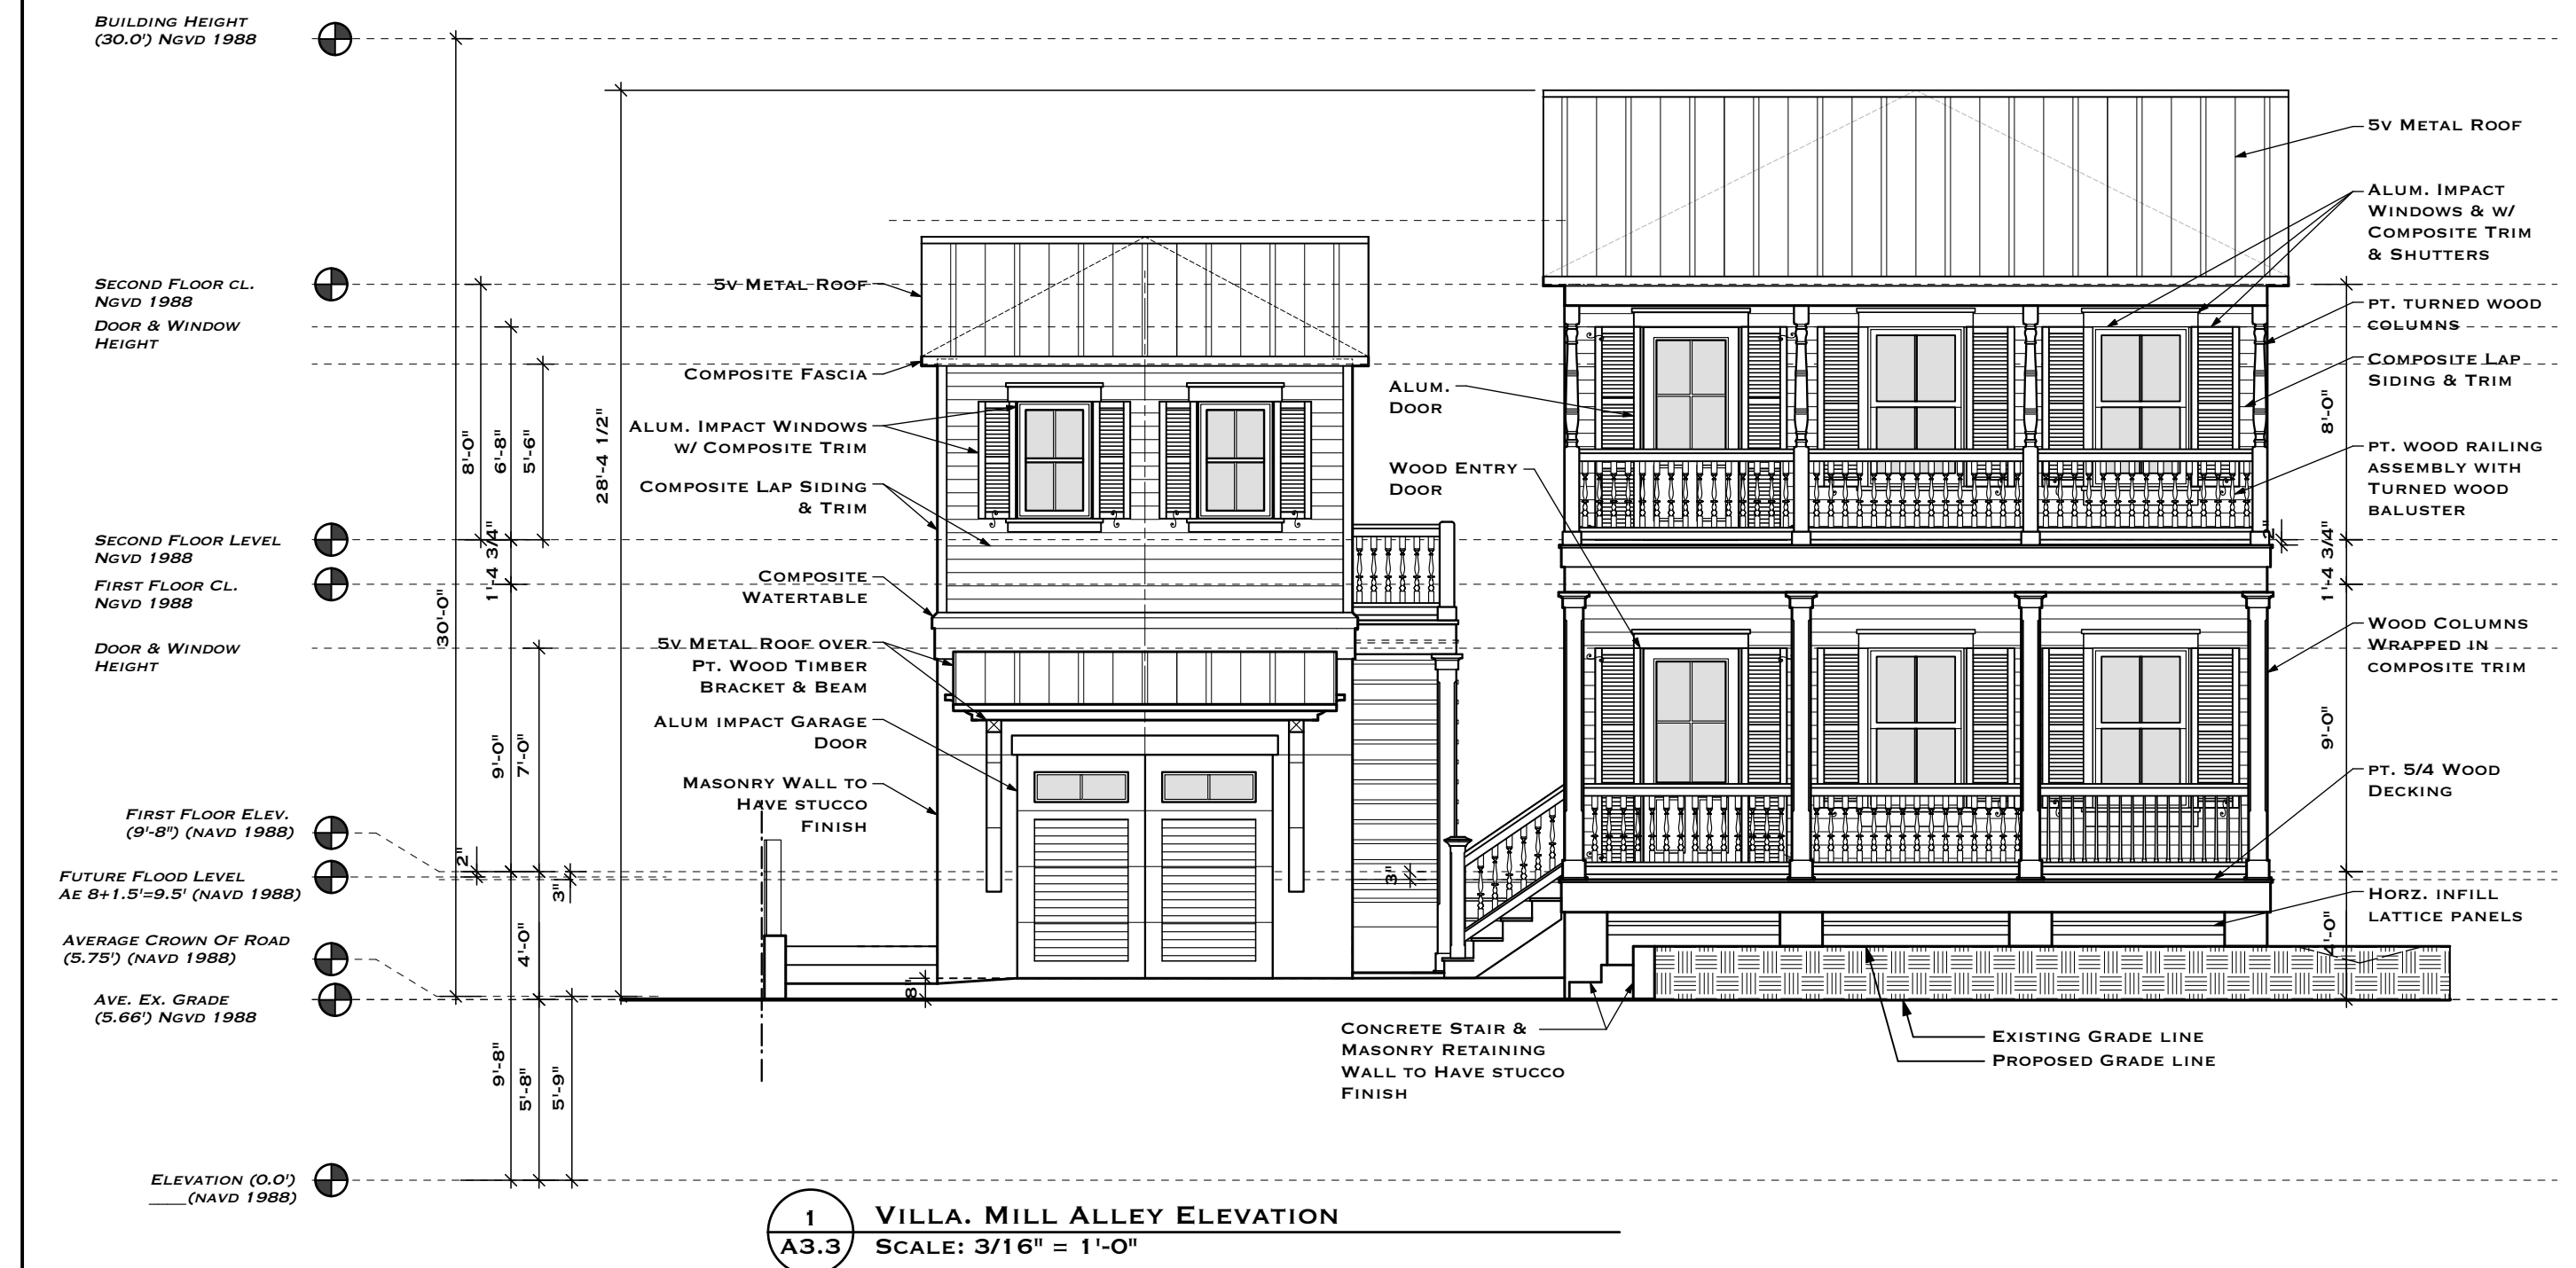 Building Height
(30.0') Ngvd 1988
Second Floor cl.
Ngvd 1988
Door & Window
Height
Second Floor Level
Ngvd 1988
First Floor Cl.
Ngvd 1988
Door & Window
Height
First Floor Elev.
(9'-8") (navd 1988)
Future Flood Level
Ae 8+1.5'=9.5' (navd 1988)
Average Crown Of Road
(5.75') (navd 1988)
Ave. Ex. Grade
(5.66') Ngvd 1988
Elevation (0.0')
____(navd 1988)
30'-0"
8'-0"
6'-8"
5'-6"
1'-4 3/4"
9'-0"
7'-0"
2"
3"
4'-0"
9'-8"
5'-8"
5'-9"
28'-4 1/2"
5v Metal Roof
Composite Fascia
Alum. Impact Windows
w/ Composite Trim
Composite Lap Siding
& Trim
Composite
Watertable
5v Metal Roof over
Pt. Wood Timber
Bracket & Beam
Alum impact Garage
Door
Masonry Wall to
Have stucco
Finish
8"
3"
Alum.
Door
Wood Entry
Door
Concrete Stair &
Masonry Retaining
Wall to Have stucco
Finish
5v Metal Roof
Alum. Impact
Windows & w/
Composite Trim
& Shutters
pt. turned wood
columns
Composite Lap
Siding & Trim
pt. wood railing
assembly with
Turned wood
baluster
Wood Columns
Wrapped in
composite trim
pt. 5/4 Wood
Decking
Horz. infill
lattice panels
8'-0"
2"
1'-4 3/4"
9'-0"
4'-0"
Existing Grade line
Proposed Grade line
1
A3.3
Villa. Mill Alley Elevation
Scale: 3/16" = 1'-0"